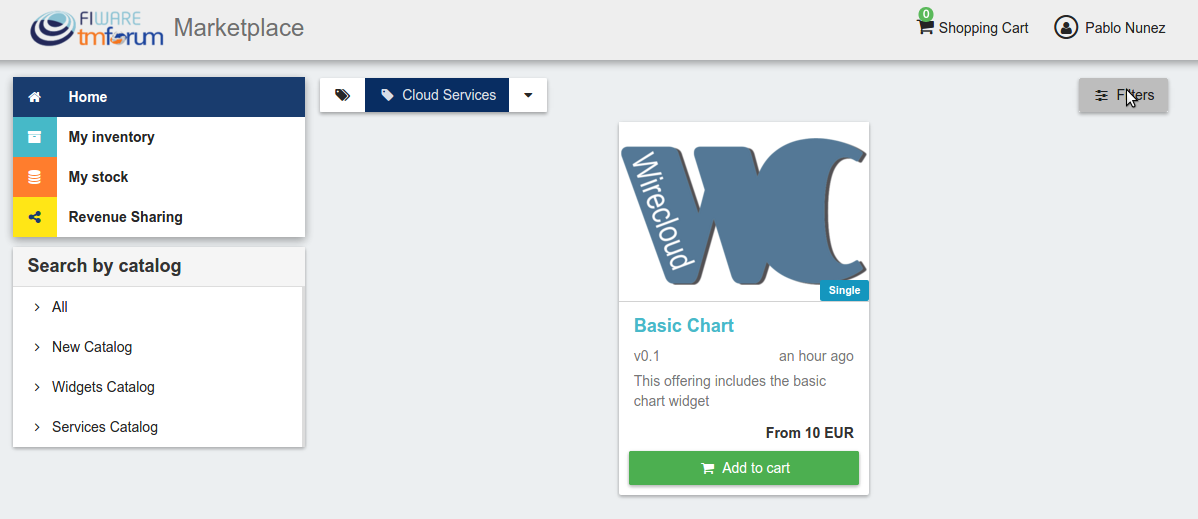 FIWARE
tmforum
Marketplace
0
Shopping Cart
Pablo Nunez
Home
My inventory
My stock
Revenue Sharing
Search by catalog
All
New Catalog
Widgets Catalog
Services Catalog
Cloud Services
Filters
WC
Wirecloud
Single
Basic Chart
v0.1 an hour ago
This offering includes the basic
chart widget
From 10 EUR
Add to cart